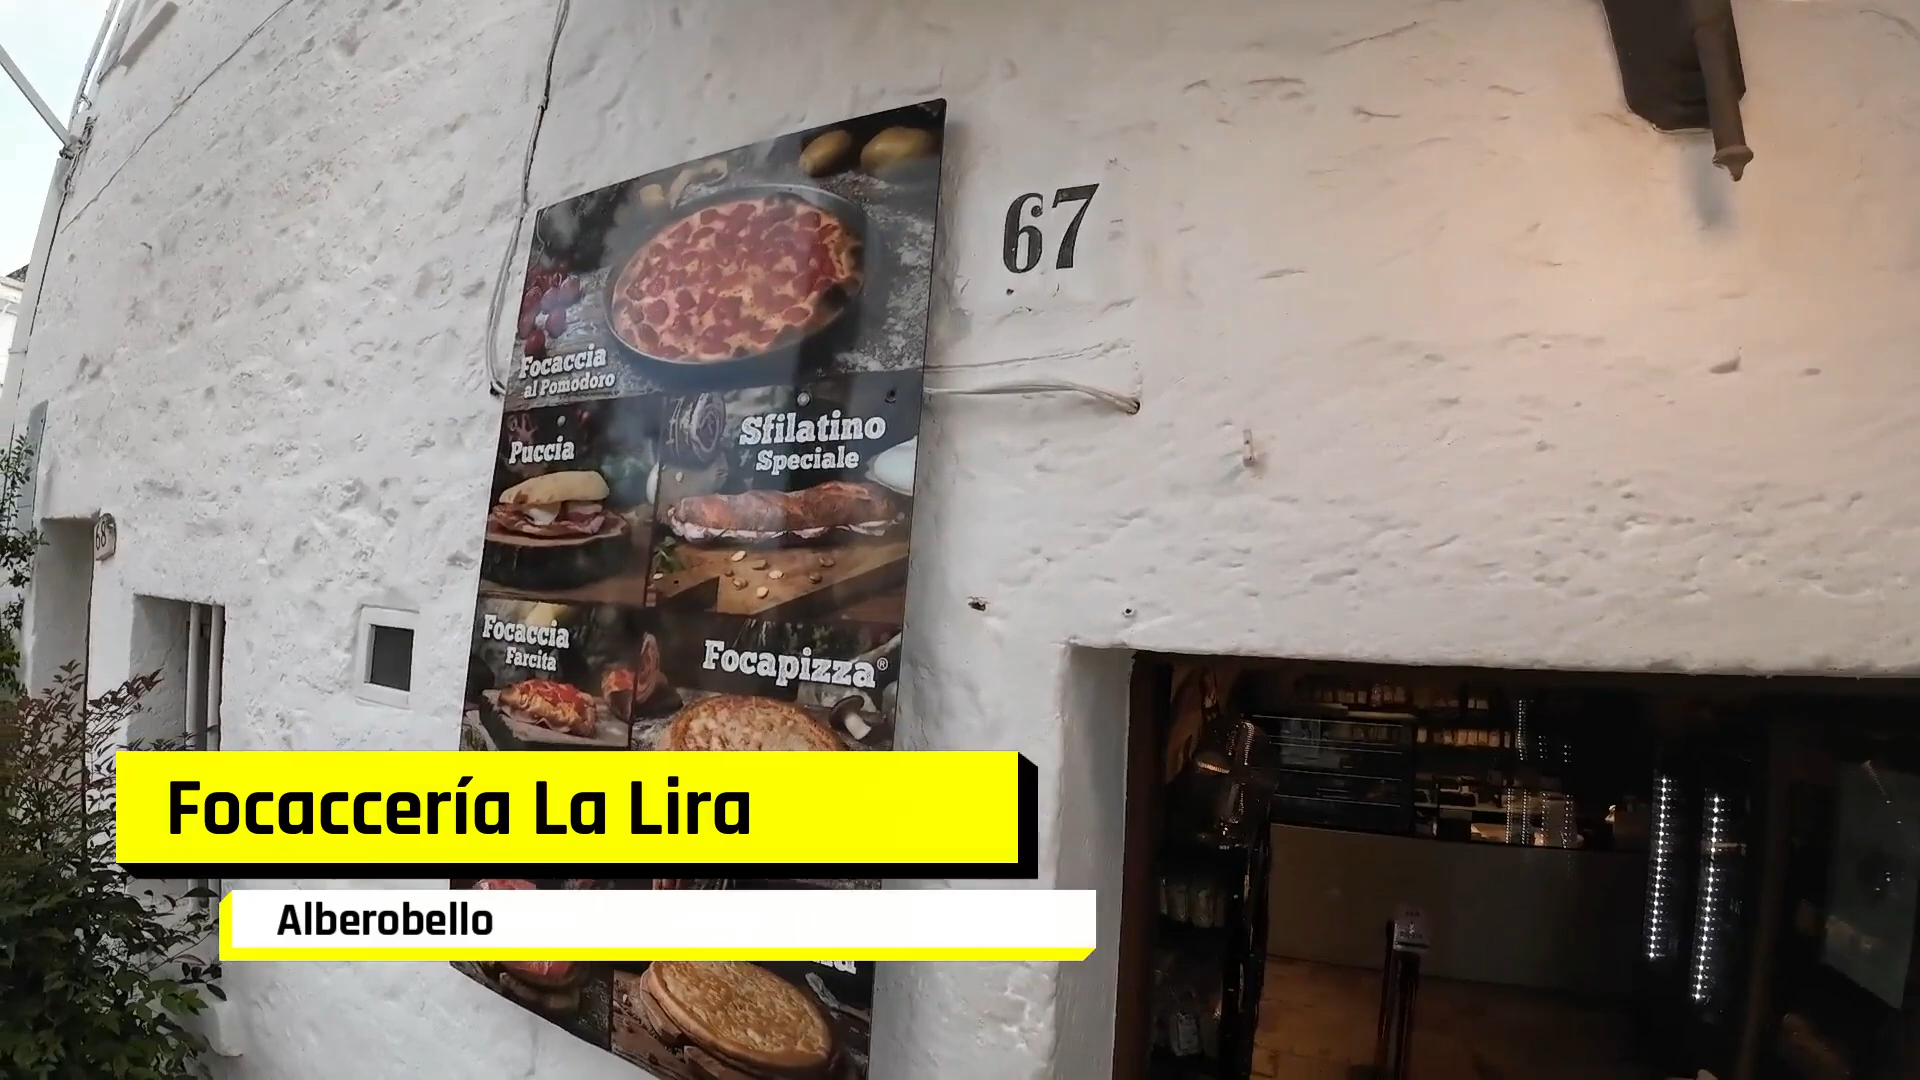 67
Focaccia
al Pomodoro
Puccia
Sfilatino
Speciale
68
Focaccia
Farcita
Focapizza®
Focaccería La Lira
Alberobello